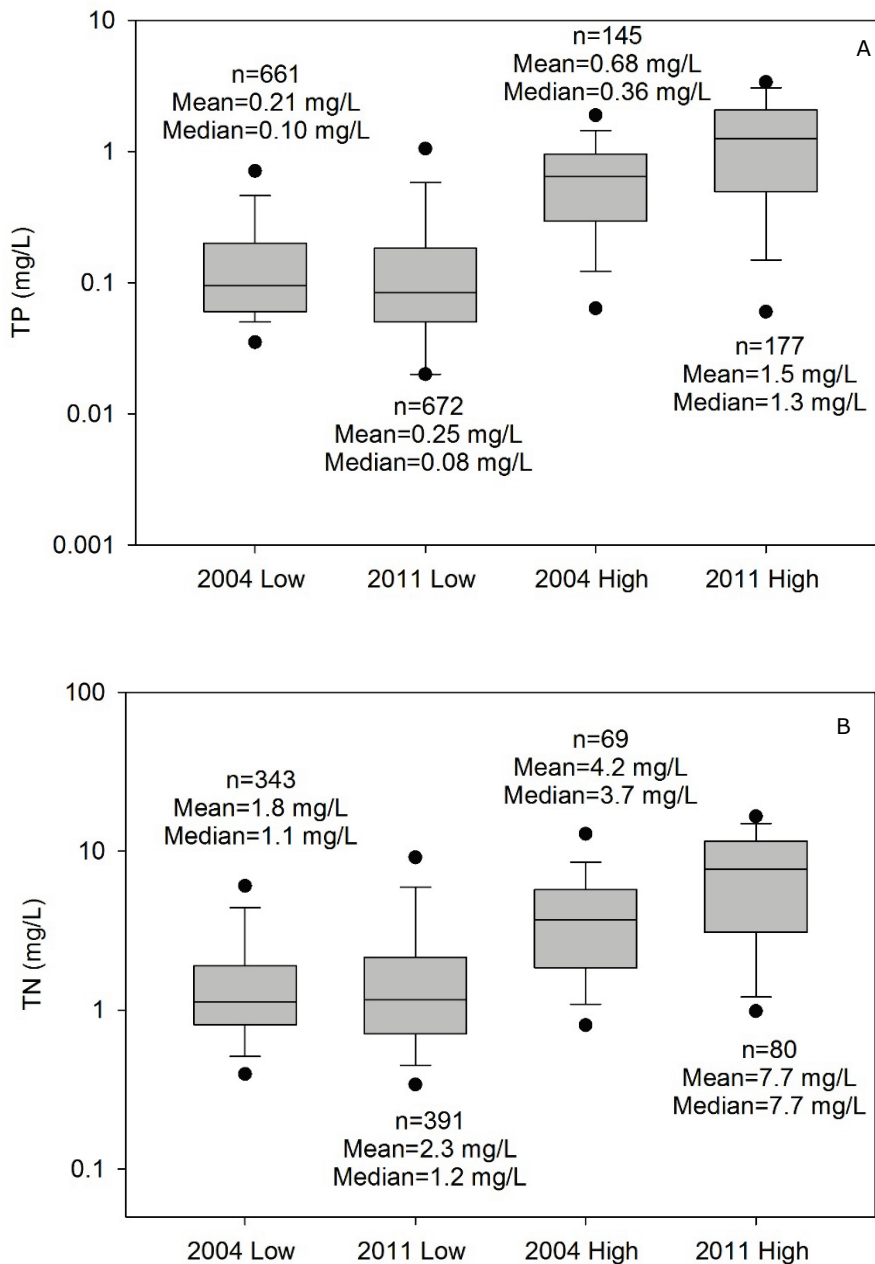 A
10
1
0.1
0.01
0.001
TP (mg/L)
n=661
Mean=0.21 mg/L
Median=0.10 mg/L
n=672
Mean=0.25 mg/L
Median=0.08 mg/L
n=145
Mean=0.68 mg/L
Median=0.36 mg/L
n=177
Mean=1.5 mg/L
Median=1.3 mg/L
2004 Low
2011 Low
2004 High
2011 High
B
100
10
1
0.1
TN (mg/L)
n=343
Mean=1.8 mg/L
Median=1.1 mg/L
n=391
Mean=2.3 mg/L
Median=1.2 mg/L
n=69
Mean=4.2 mg/L
Median=3.7 mg/L
n=80
Mean=7.7 mg/L
Median=7.7 mg/L
2004 Low
2011 Low
2004 High
2011 High